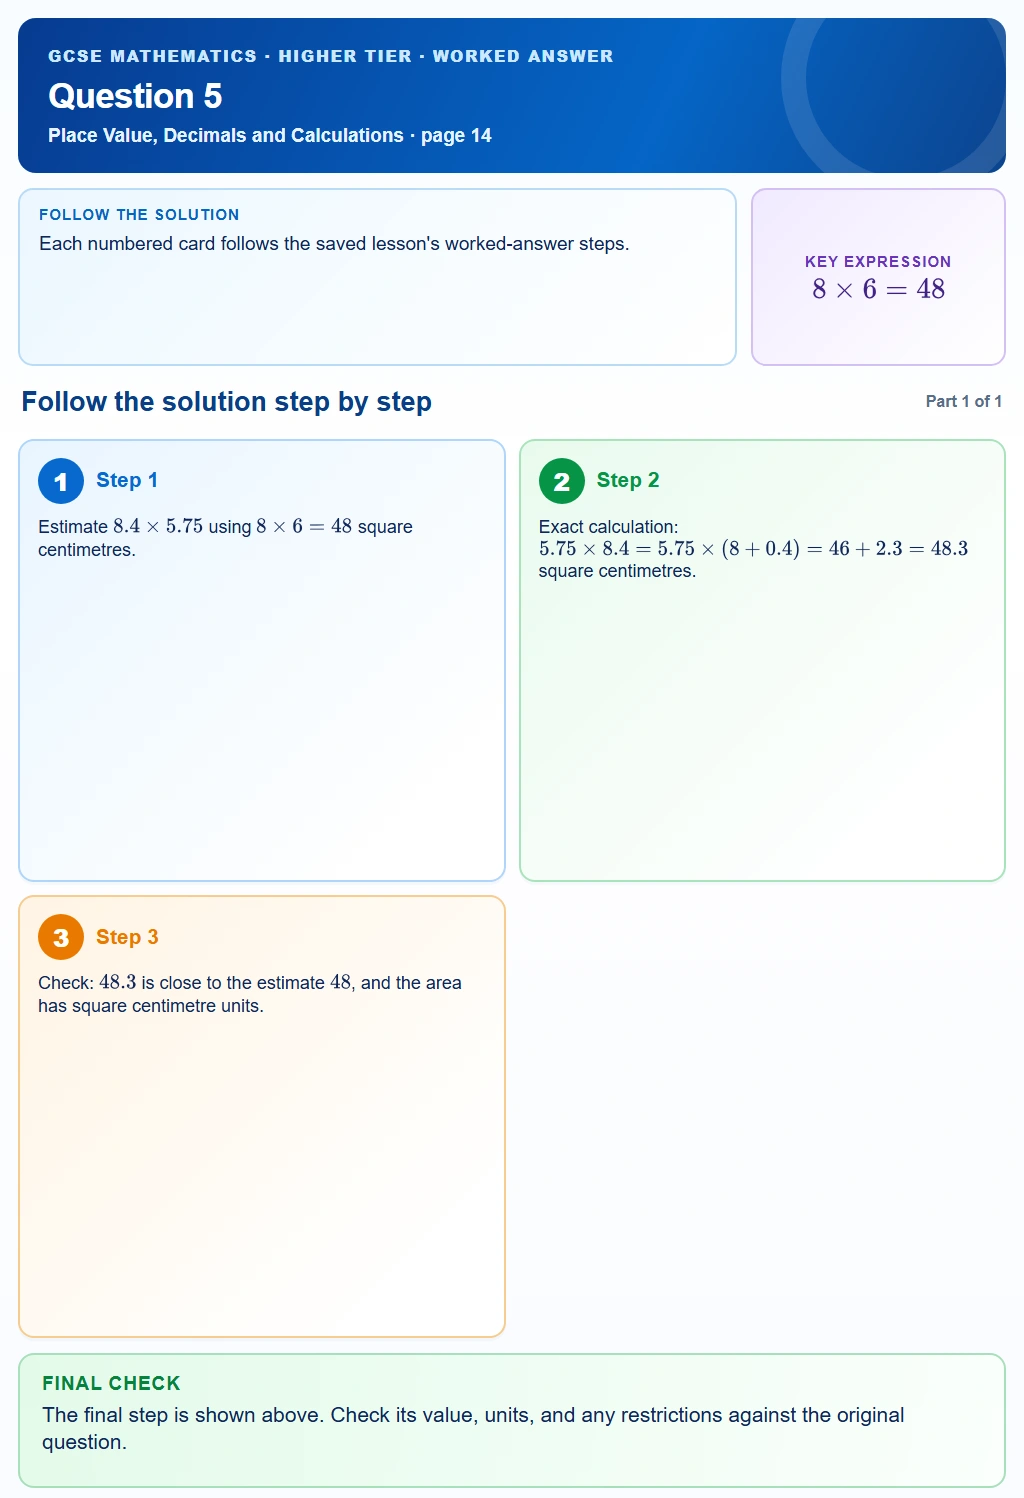 GCSE MATHEMATICS · HIGHER TIER · WORKED ANSWER
Question 5
Place Value, Decimals and Calculations · page 14
FOLLOW THE SOLUTION
Each numbered card follows the saved lesson's worked-answer steps.
KEY EXPRESSION
8 × 6 = 48
Follow the solution step by step
Part 1 of 1
1 Step 1
Estimate 8.4 × 5.75 using 8 × 6 = 48 square
centimetres.
2 Step 2
Exact calculation:
5.75 × 8.4 = 5.75 × (8 + 0.4) = 46 + 2.3 = 48.3
square centimetres.
3 Step 3
Check: 48.3 is close to the estimate 48, and the area
has square centimetre units.
FINAL CHECK
The final step is shown above. Check its value, units, and any restrictions against the original
question.